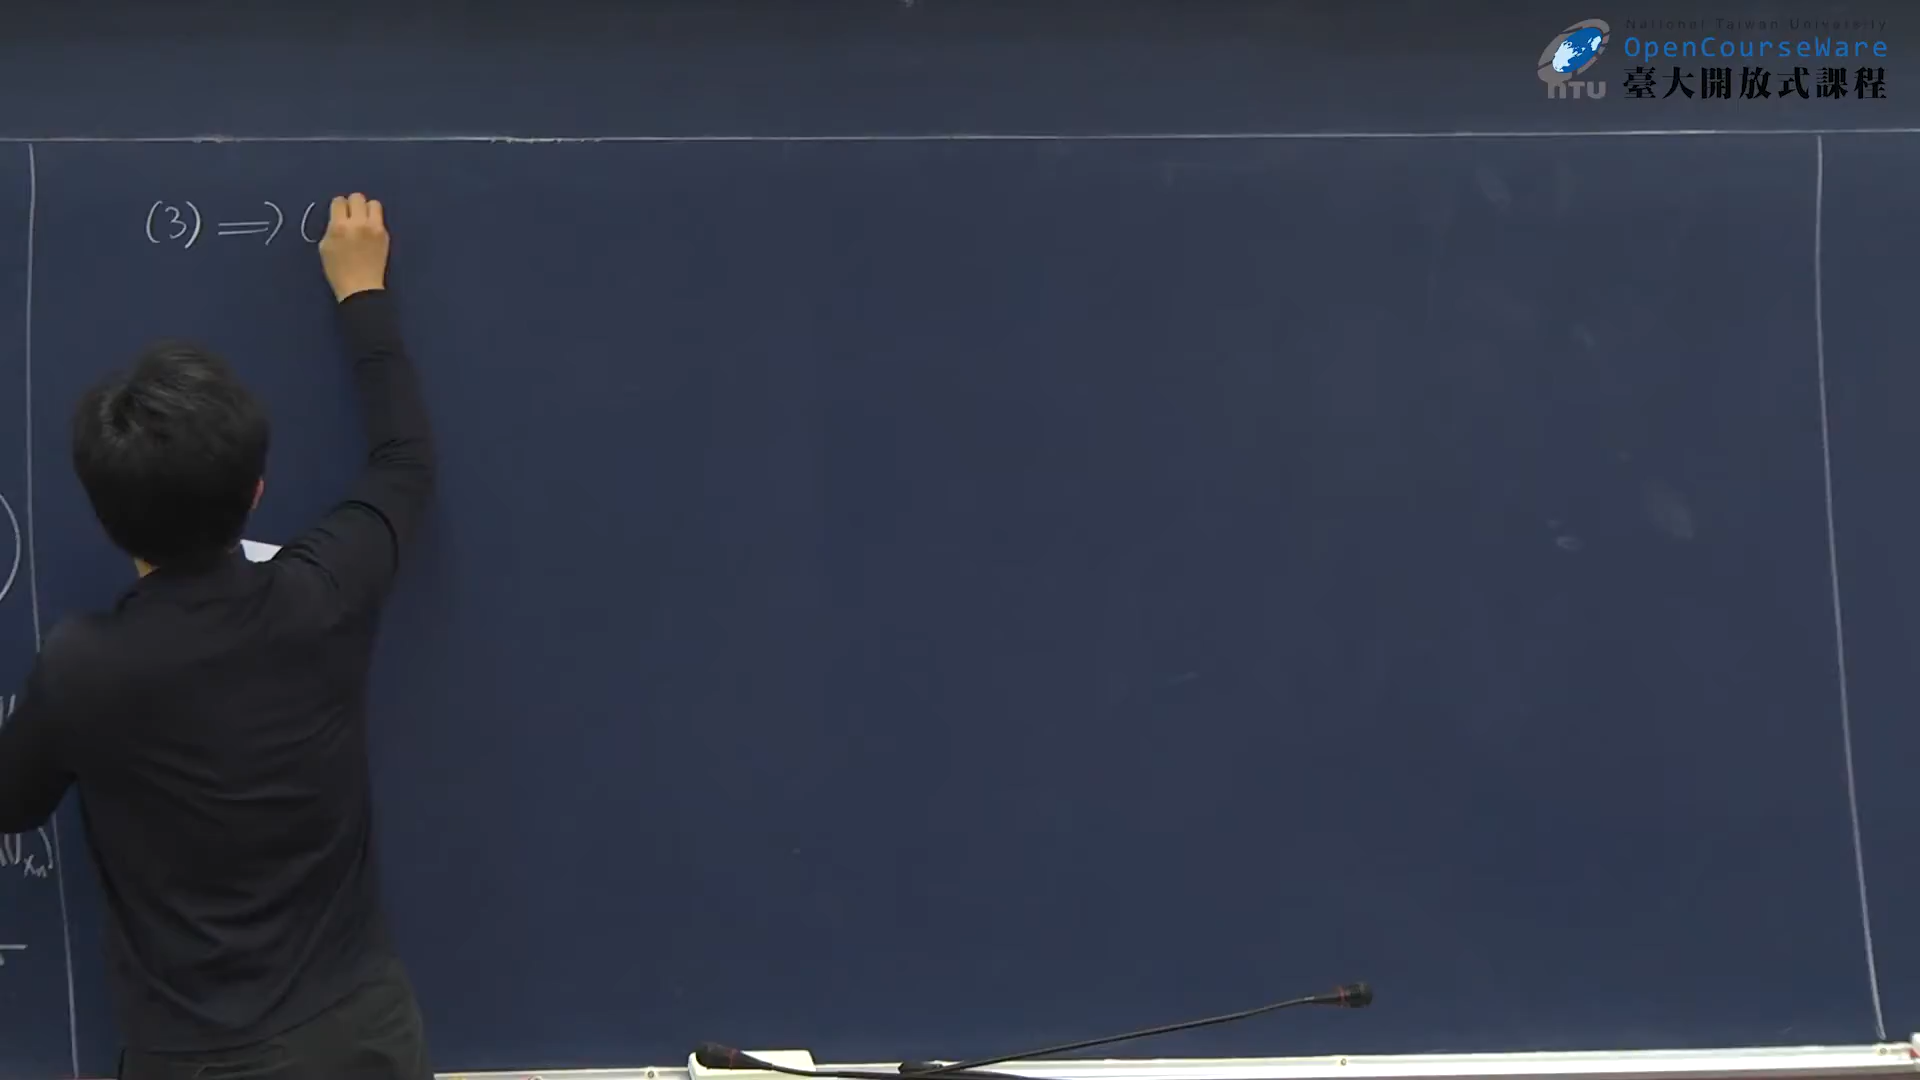 National Taiwan University
OpenCourseWare
NTU 臺大開放式課程
(3) ⟹ (